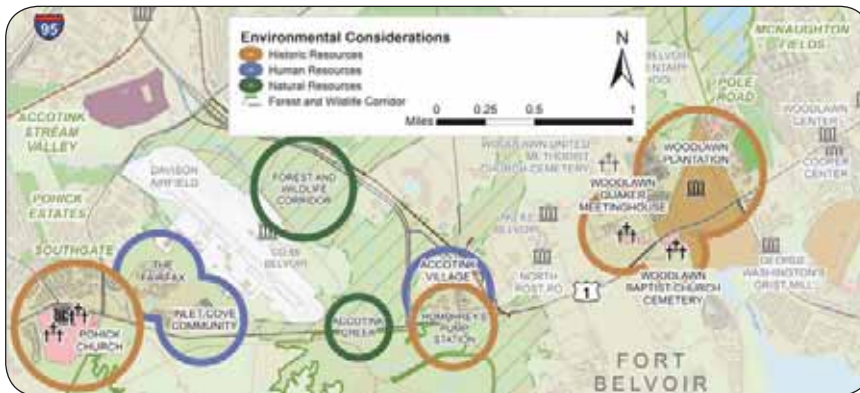 95
Environmental Considerations
Historic Resources
Human Resources
Natural Resources
Forest and Wildlife Corridor
N
0 0.25 0.5 1
Miles
MCNAUGHTON
FIELDS
BELVOIR
POLE
ROAD
ACCOTINK
STREAM
VALLEY
WOODLAWN
CENTER
COOPER
CENTER
WOODLAWN UNITED
METHODIST
CHURCH CEMETERY
WOODLAWN
PLANTATION
DAVISON
AIRFIELD
FOREST AND
WILDLIFE
CORRIDOR
POHICK
ESTATES
WOODLAWN
QUAKER
MEETINGHOUSE
SOUTHGATE
THE
FAIRFAX
BELVOIR
BELVOIR
ACCOTINK
VILLAGE
NORTH
POST
WOODLAWN
BAPTIST CHURCH
CEMETERY
GEORGE
WASHINGTON'S
GRIST MILL
1
INLET COVE
COMMUNITY
ACCOTINK
CREEK
HUMPHREY'S
PUMP
STATION
POHICK
CHURCH
FORT
BELVOIR